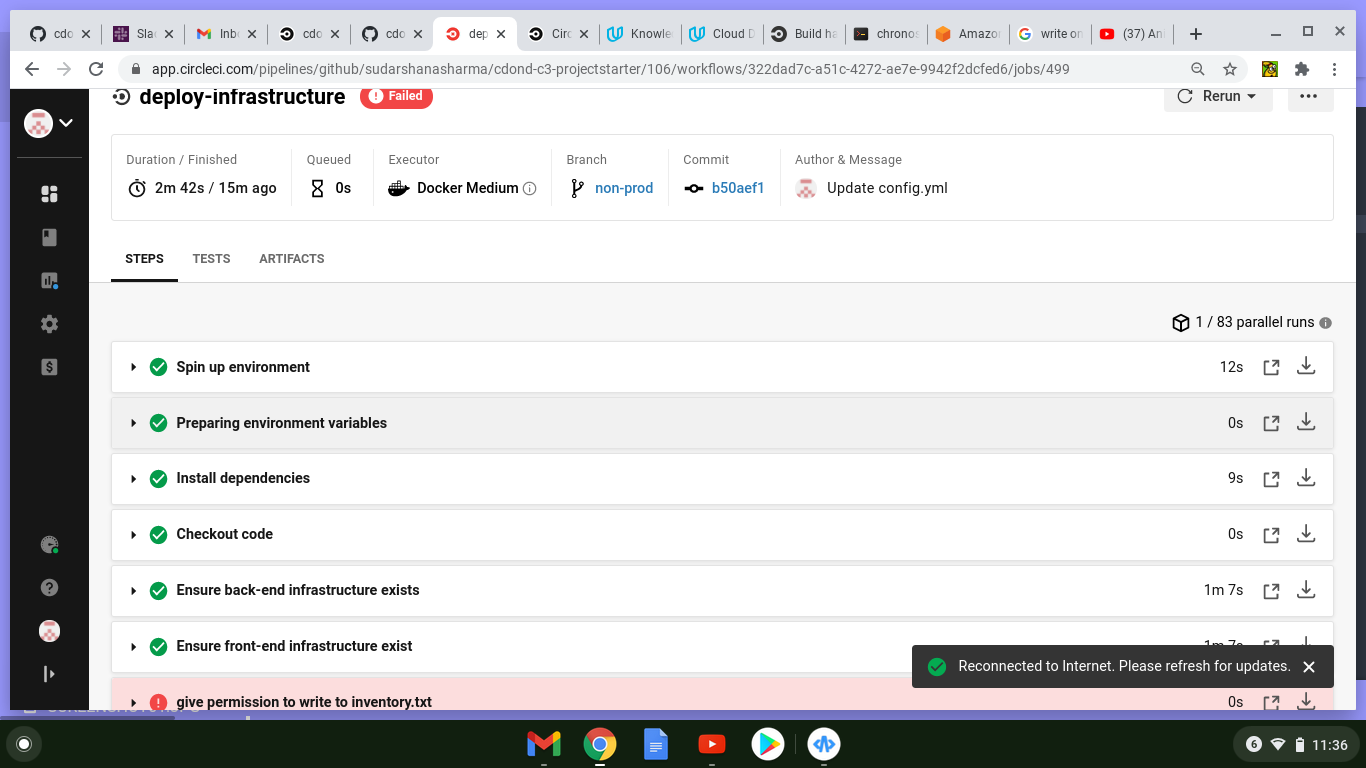 cdo
Slac
Inbo
cdo
cdo
dep
Circ
Knowle
Cloud D
Build ha
chronos
Amazo
write on
(37) Ani
app.circleci.com/pipelines/github/sudarshanasharma/cdond-c3-projectstarter/106/workflows/322dad7c-a51c-4272-ae7e-9942f2dcfed6/jobs/499
deploy-infrastructure
Failed
Rerun
Duration / Finished
Queued
Executor
Branch
Commit
Author & Message
2m 42s / 15m ago
0s
Docker Medium
non-prod
b50aef1
Update config.yml
STEPS
TESTS
ARTIFACTS
1 / 83 parallel runs
Spin up environment
12s
Preparing environment variables
0s
Install dependencies
9s
Checkout code
0s
Ensure back-end infrastructure exists
1m 7s
Ensure front-end infrastructure exist
1m 7s
Reconnected to Internet. Please refresh for updates.
give permission to write to inventory.txt
0s
6
11:36